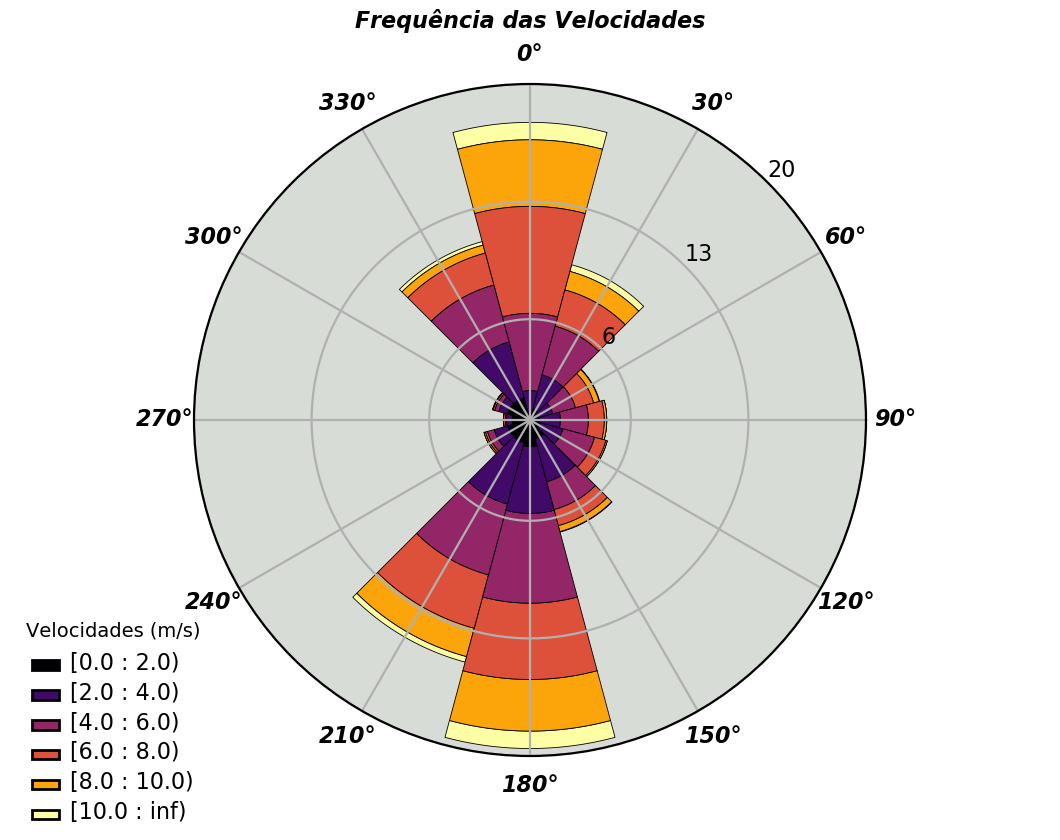 Frequência das Velocidades
0°
330°
30°
20
300°
60°
13
6
270°
90°
240°
120°
210°
150°
180°
Velocidades (m/s)
[0.0 : 2.0)
[2.0 : 4.0)
[4.0 : 6.0)
[6.0 : 8.0)
[8.0 : 10.0)
[10.0 : inf)